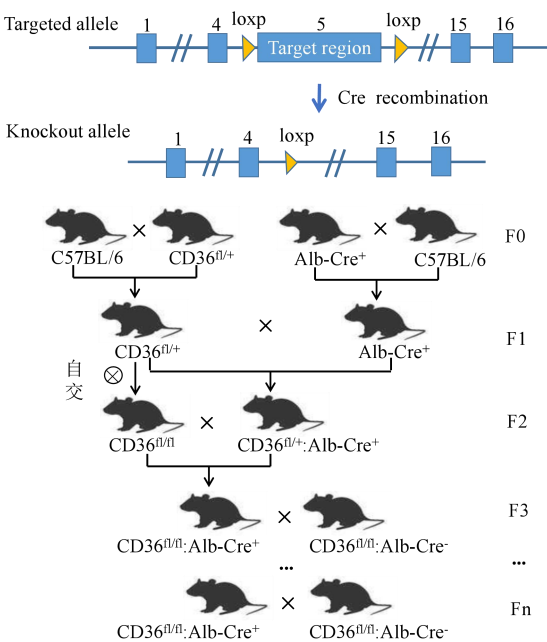 Targeted allele 1 4 loxp 5 loxp 15 16
Target region
Cre recombination
Knockout allele 1 4 loxp 15 16
× × F0
C57BL/6 CD36fl/+ Alb-Cre+ C57BL/6
× F1
CD36fl/+ Alb-Cre+
自交
× F2
CD36fl/fl CD36fl/+:Alb-Cre+
× F3
CD36fl/fl:Alb-Cre+ CD36fl/fl:Alb-Cre-
... ...
× Fn
CD36fl/fl:Alb-Cre+ CD36fl/fl:Alb-Cre-